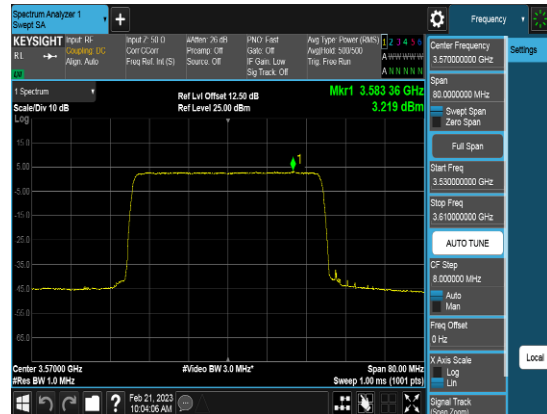 Spectrum Analyzer 1
Swept SA
Frequency
KEYSIGHT
Input: RF
Coupling: DC
Align: Auto
Input Z: 50 Ω
Corr CCorr
Freq Ref: Int (S)
#Atten: 26 dB
Preamp: Off
Source: Off
PNO: Fast
Gate: Off
IF Gain: Low
Sig Track: Off
Avg Type: Power (RMS)
Avg|Hold: 500/500
Trig: Free Run
1 2 3 4 5 6
A W W W W W
A N N N N N
RL
LU
1 Spectrum
Scale/Div 10 dB
Log
Ref Lvl Offset 12.50 dB
Ref Level 25.00 dBm
Mkr1 3.583 36 GHz
3.219 dBm
1
15.0
5.00
-5.00
-15.0
-25.0
-35.0
-45.0
-55.0
-65.0
Center 3.57000 GHz
#Res BW 1.0 MHz
#Video BW 3.0 MHz*
Span 80.00 MHz
Sweep 1.00 ms (1001 pts)
Feb 21, 2023
10:04:06 AM
?
Center Frequency
3.570000000 GHz
Settings
Span
80.0000000 MHz
Swept Span
Zero Span
Full Span
Start Freq
3.530000000 GHz
Stop Freq
3.610000000 GHz
AUTO TUNE
CF Step
8.000000 MHz
Auto
Man
Freq Offset
0 Hz
X Axis Scale
Log
Lin
Local
Signal Track
(Span Zoom)